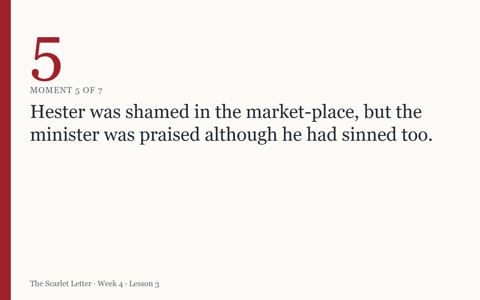 5
MOMENT 5 OF 7
Hester was shamed in the market-place, but the
minister was praised although he had sinned too.
The Scarlet Letter · Week 4 · Lesson 3